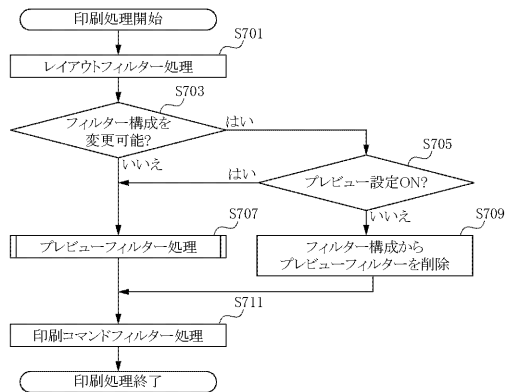 印刷処理開始
S701
レイアウトフィルター処理
S703
フィルター構成を
変更可能?
はい
いいえ
S705
プレビュー設定ON?
はい
いいえ
S707
プレビューフィルター処理
S709
フィルター構成から
プレビューフィルターを削除
S711
印刷コマンドフィルター処理
印刷処理終了